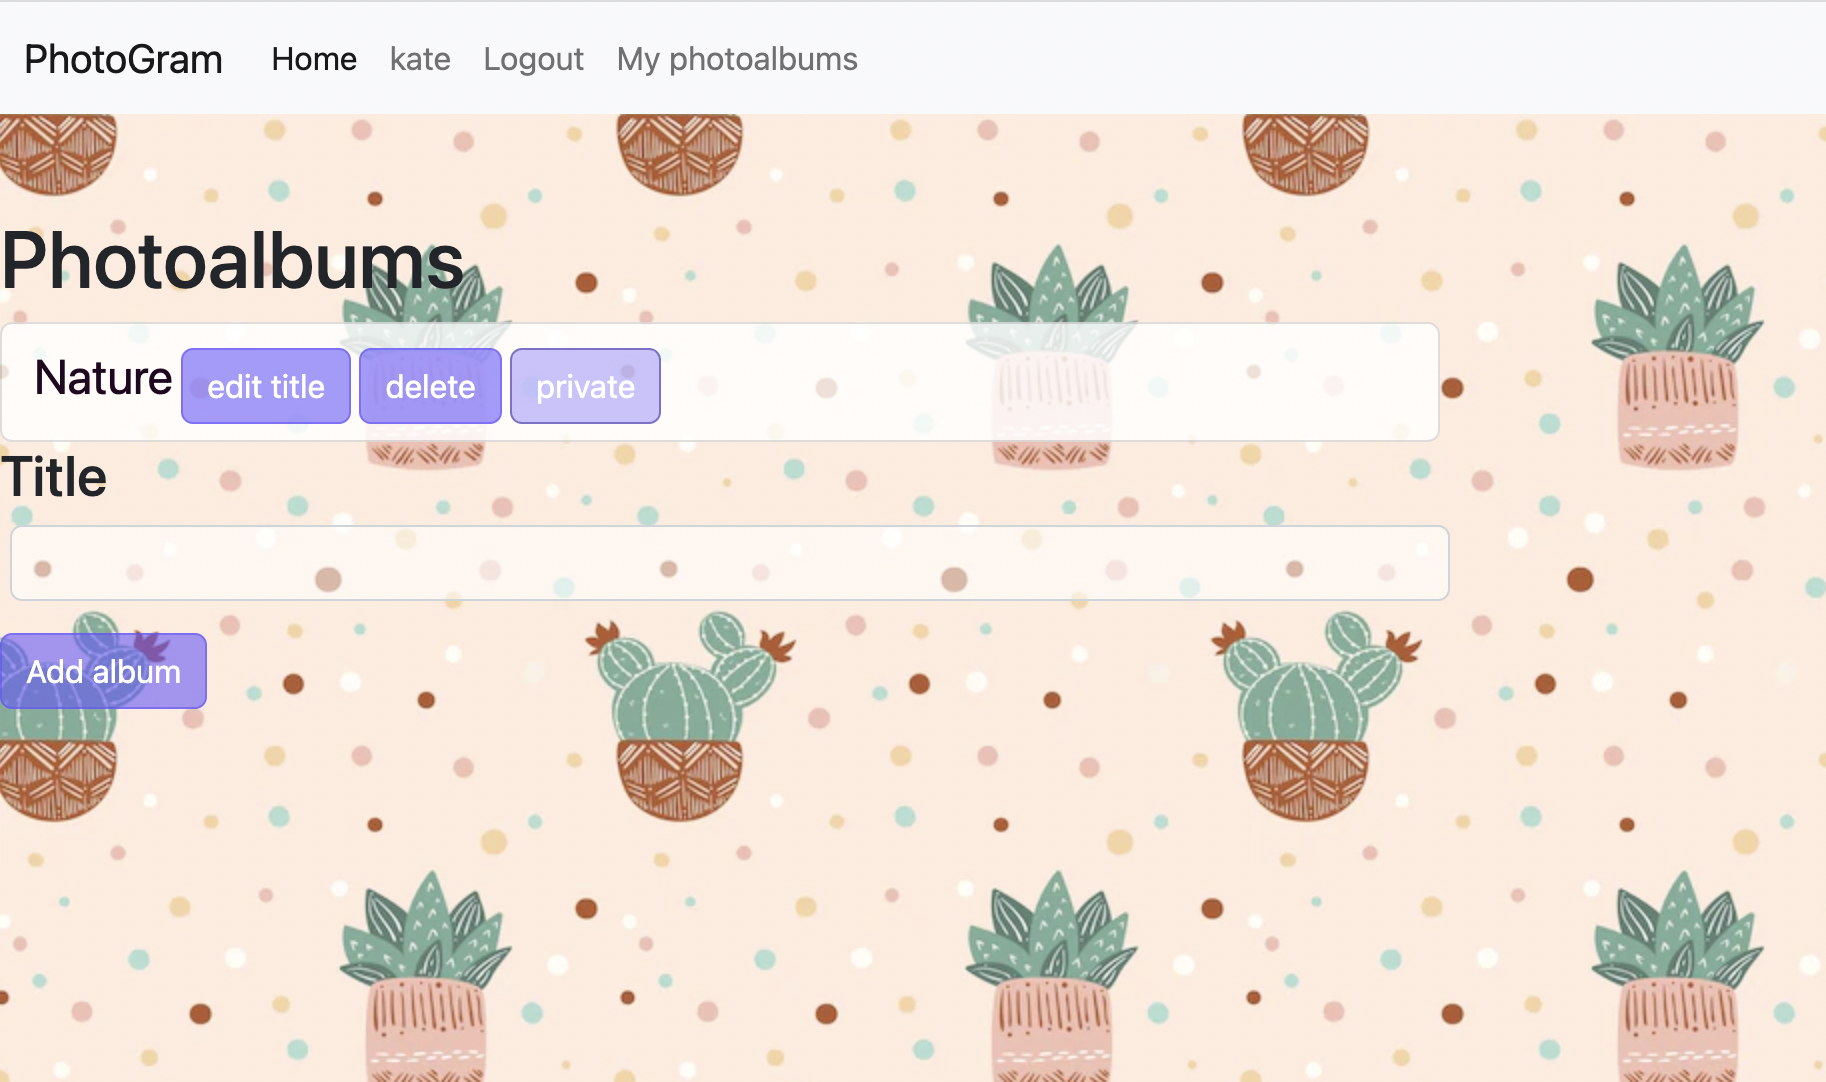 PhotoGram Home kate Logout My photoalbums
Photoalbums
Nature edit title delete private
Title
Add album